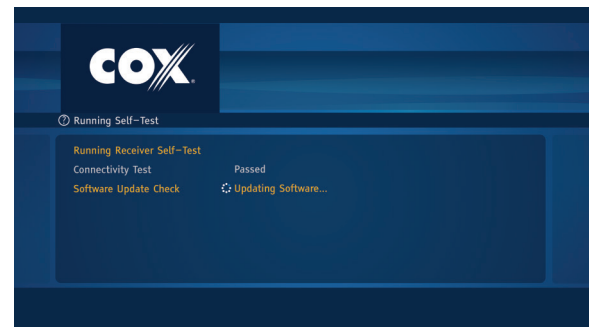 COX.
Running Self-Test
Running Receiver Self-Test
Connectivity Test Passed
Software Update Check Updating Software...